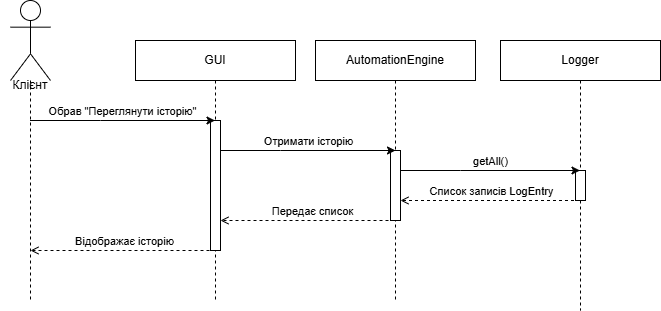 Клієнт
GUI
AutomationEngine
Logger
Обрав "Переглянути історію"
Отримати історію
getAll()
Список записів LogEntry
Передає список
Відображає історію